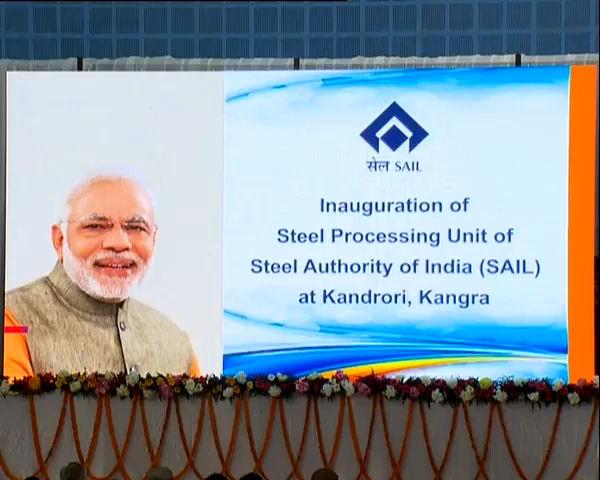 सेल SAIL
Inauguration of
Steel Processing Unit of
Steel Authority of India (SAIL)
at Kandrori, Kangra